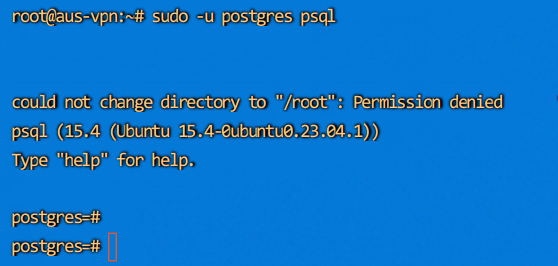 root@aus-vpn:~# sudo -u postgres psql
could not change directory to "/root": Permission denied
psql (15.4 (Ubuntu 15.4-0ubuntu0.23.04.1))
Type "help" for help.
postgres=#
postgres=#